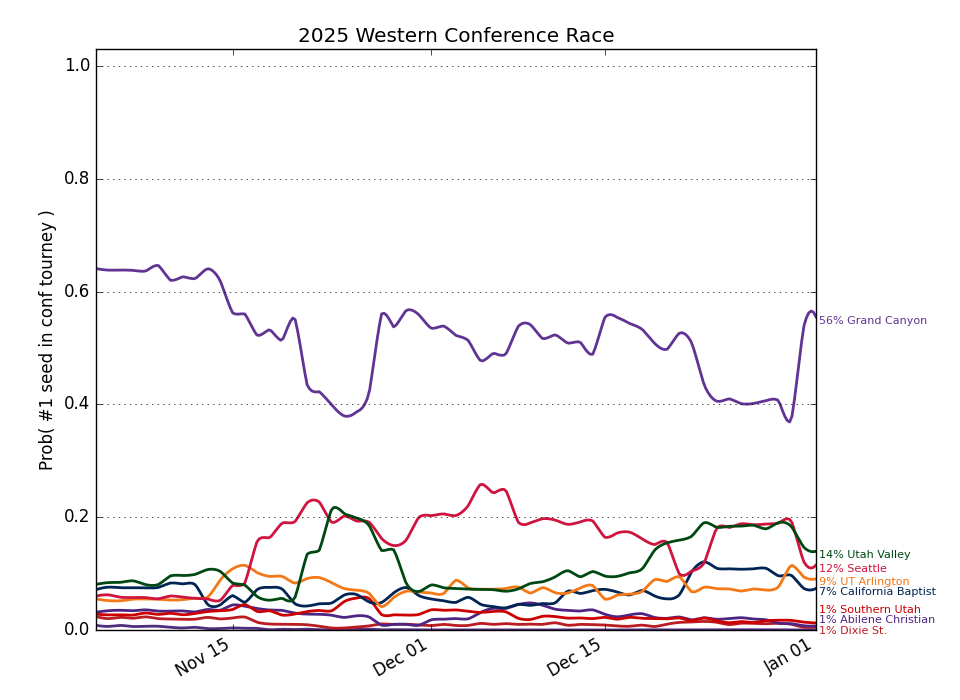 2025 Western Conference Race
Prob( #1 seed in conf tourney )
1.0
0.8
0.6
0.4
0.2
0.0
Nov 15
Dec 01
Dec 15
Jan 01
56% Grand Canyon
14% Utah Valley
12% Seattle
9% UT Arlington
7% California Baptist
1% Southern Utah
1% Abilene Christian
1% Dixie St.